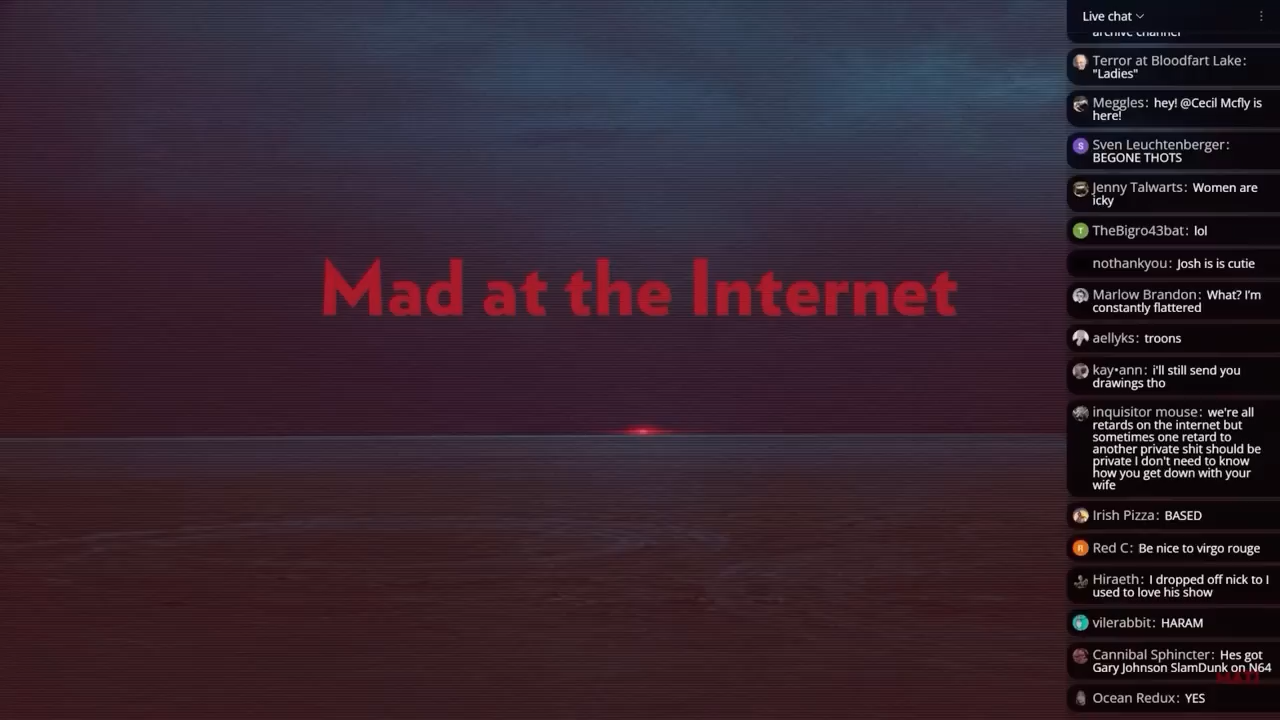 Mad at the Internet
Live chat
archive channel
Terror at Bloodfart Lake:
"Ladies"
Meggles: hey! @Cecil Mcfly is
here!
S
Sven Leuchtenberger:
BEGONE THOTS
Jenny Talwarts: Women are
icky
T
TheBigro43bat: lol
nothankyou: Josh is is cutie
Marlow Brandon: What? I'm
constantly flattered
aellyks: troons
kay•ann: i'll still send you
drawings tho
inquisitor mouse: we're all
retards on the internet but
sometimes one retard to
another private shit should be
private I don't need to know
how you get down with your
wife
Irish Pizza: BASED
R
Red C: Be nice to virgo rouge
Hiraeth: I dropped off nick to I
used to love his show
vilerabbit: HARAM
Cannibal Sphincter: Hes got
Gary Johnson SlamDunk on N64
MATI
Ocean Redux: YES